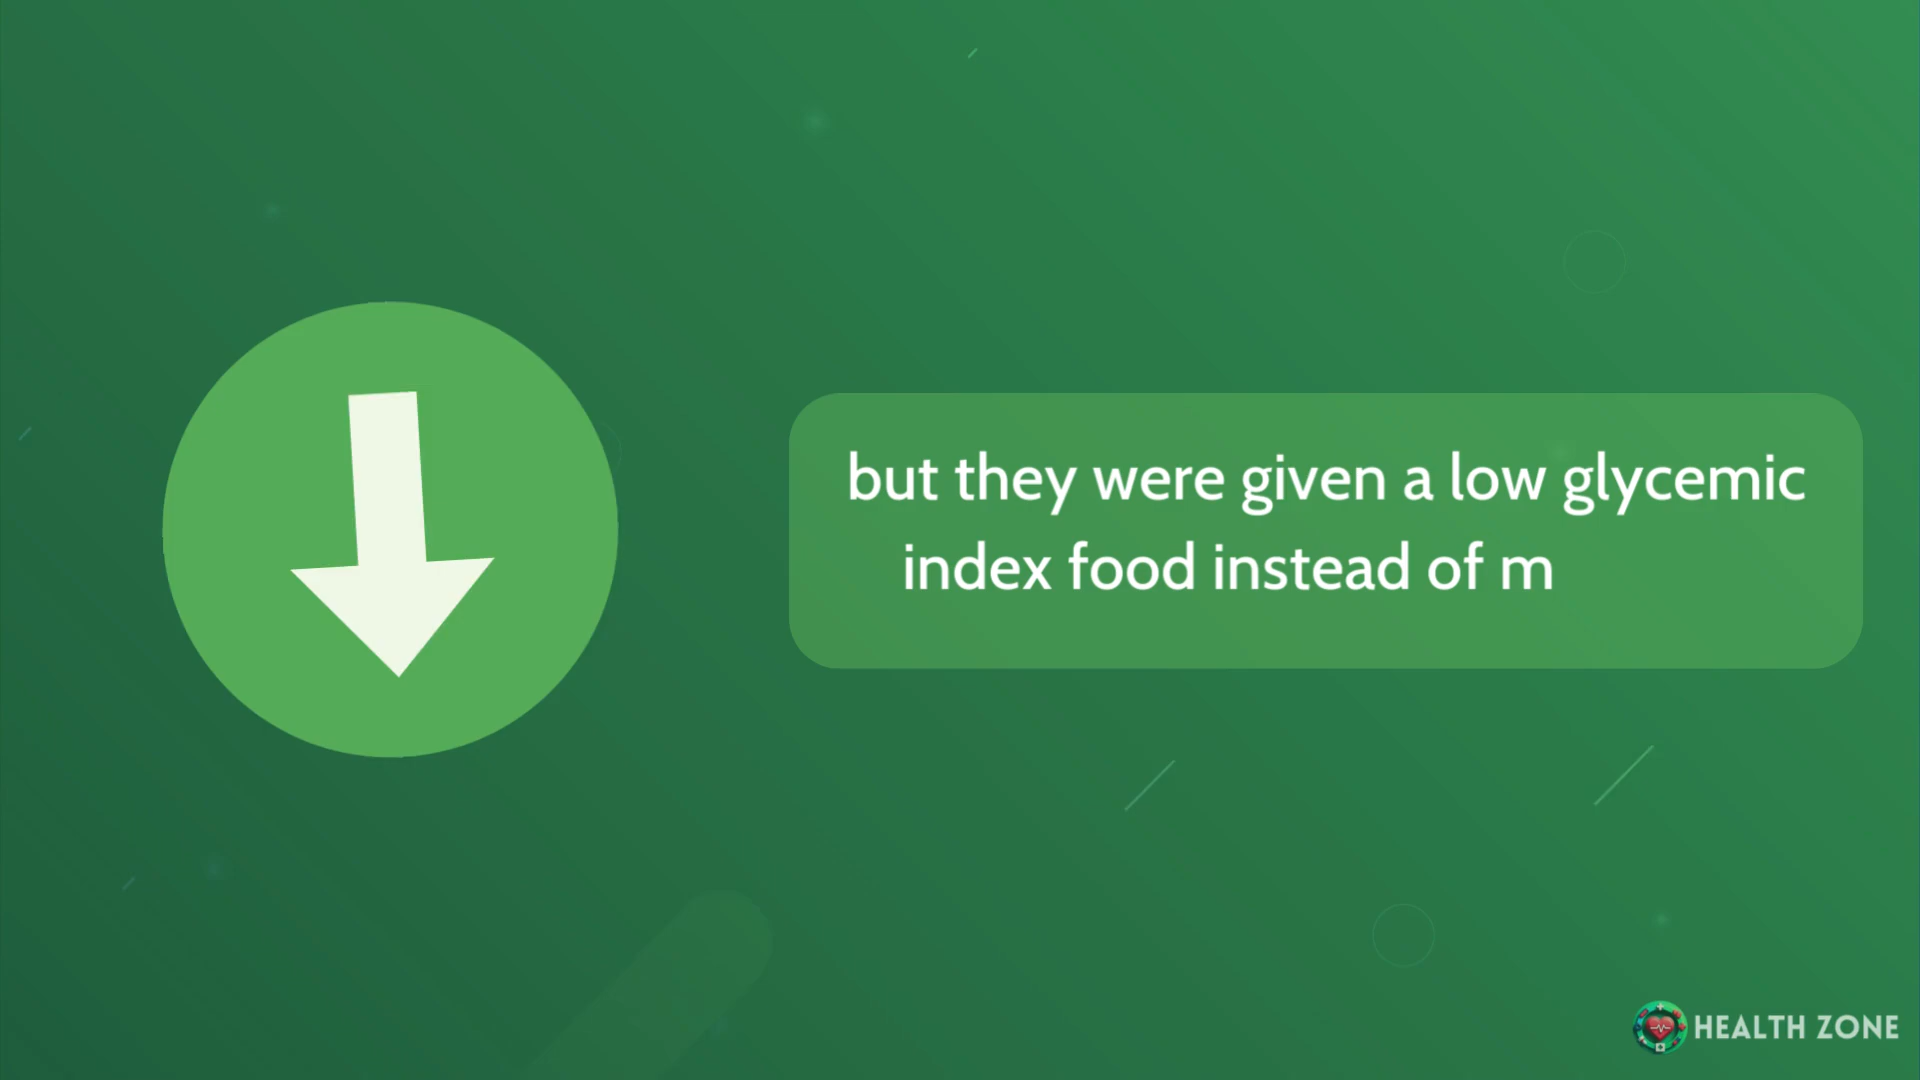 but they were given a low glycemic
index food instead of m
HEALTH ZONE